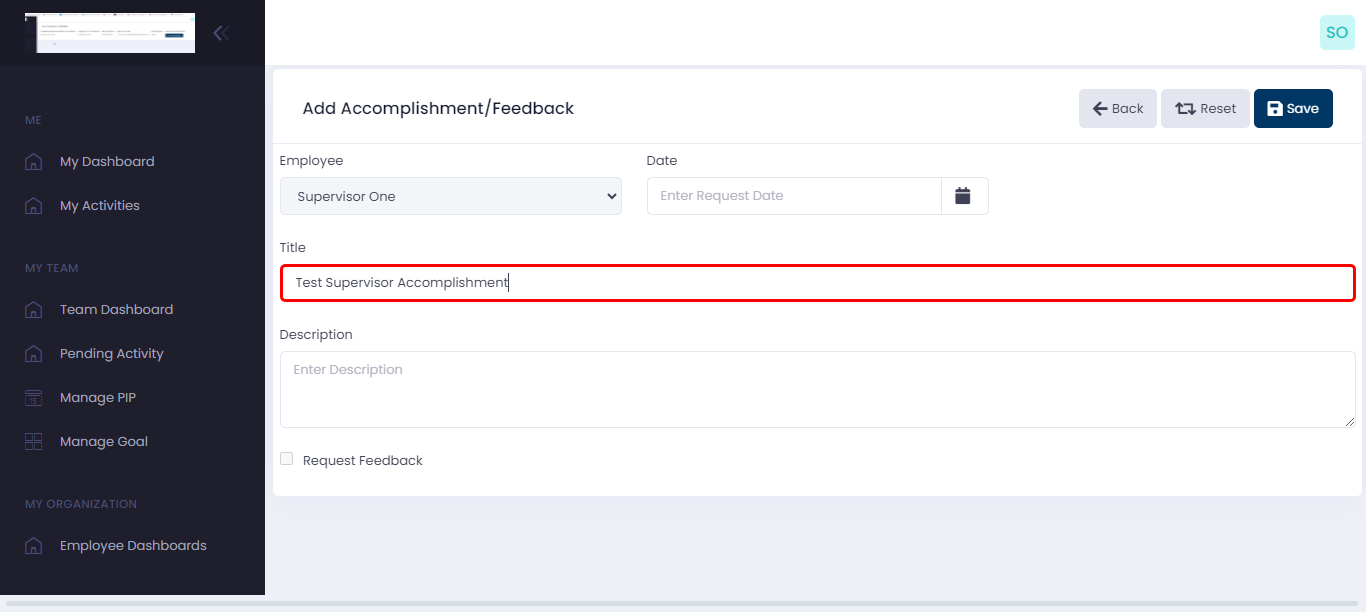 SO
ME
My Dashboard
My Activities
MY TEAM
Team Dashboard
Pending Activity
15
Manage PIP
Manage Goal
MY ORGANIZATION
Employee Dashboards
Add Accomplishment/Feedback
Back
Reset
Save
Employee
Date
Supervisor One
Enter Request Date
Title
Test Supervisor Accomplishment
Description
Enter Description
Request Feedback